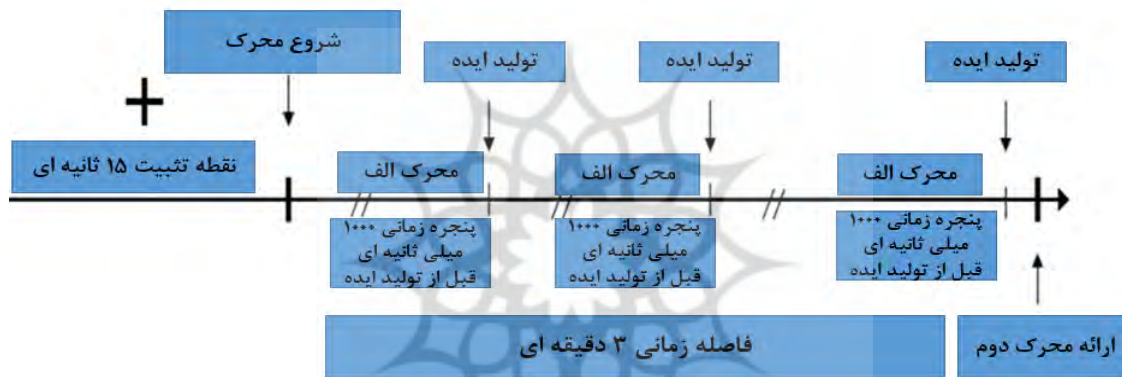 شروع محرک
تولید ایده
تولید ایده
تولید ایده
نقطه تثبیت ۱۵ ثانیه ای
محرک الف
محرک الف
محرک الف
پنجره زمانی ۱۰۰۰
میلی ثانیه ای
قبل از تولید ایده
پنجره زمانی ۱۰۰۰
میلی ثانیه ای
قبل از تولید ایده
پنجره زمانی ۱۰۰۰
میلی ثانیه ای
قبل از تولید ایده
فاصله زمانی ۳ دقیقه ای
ارائه محرک دوم